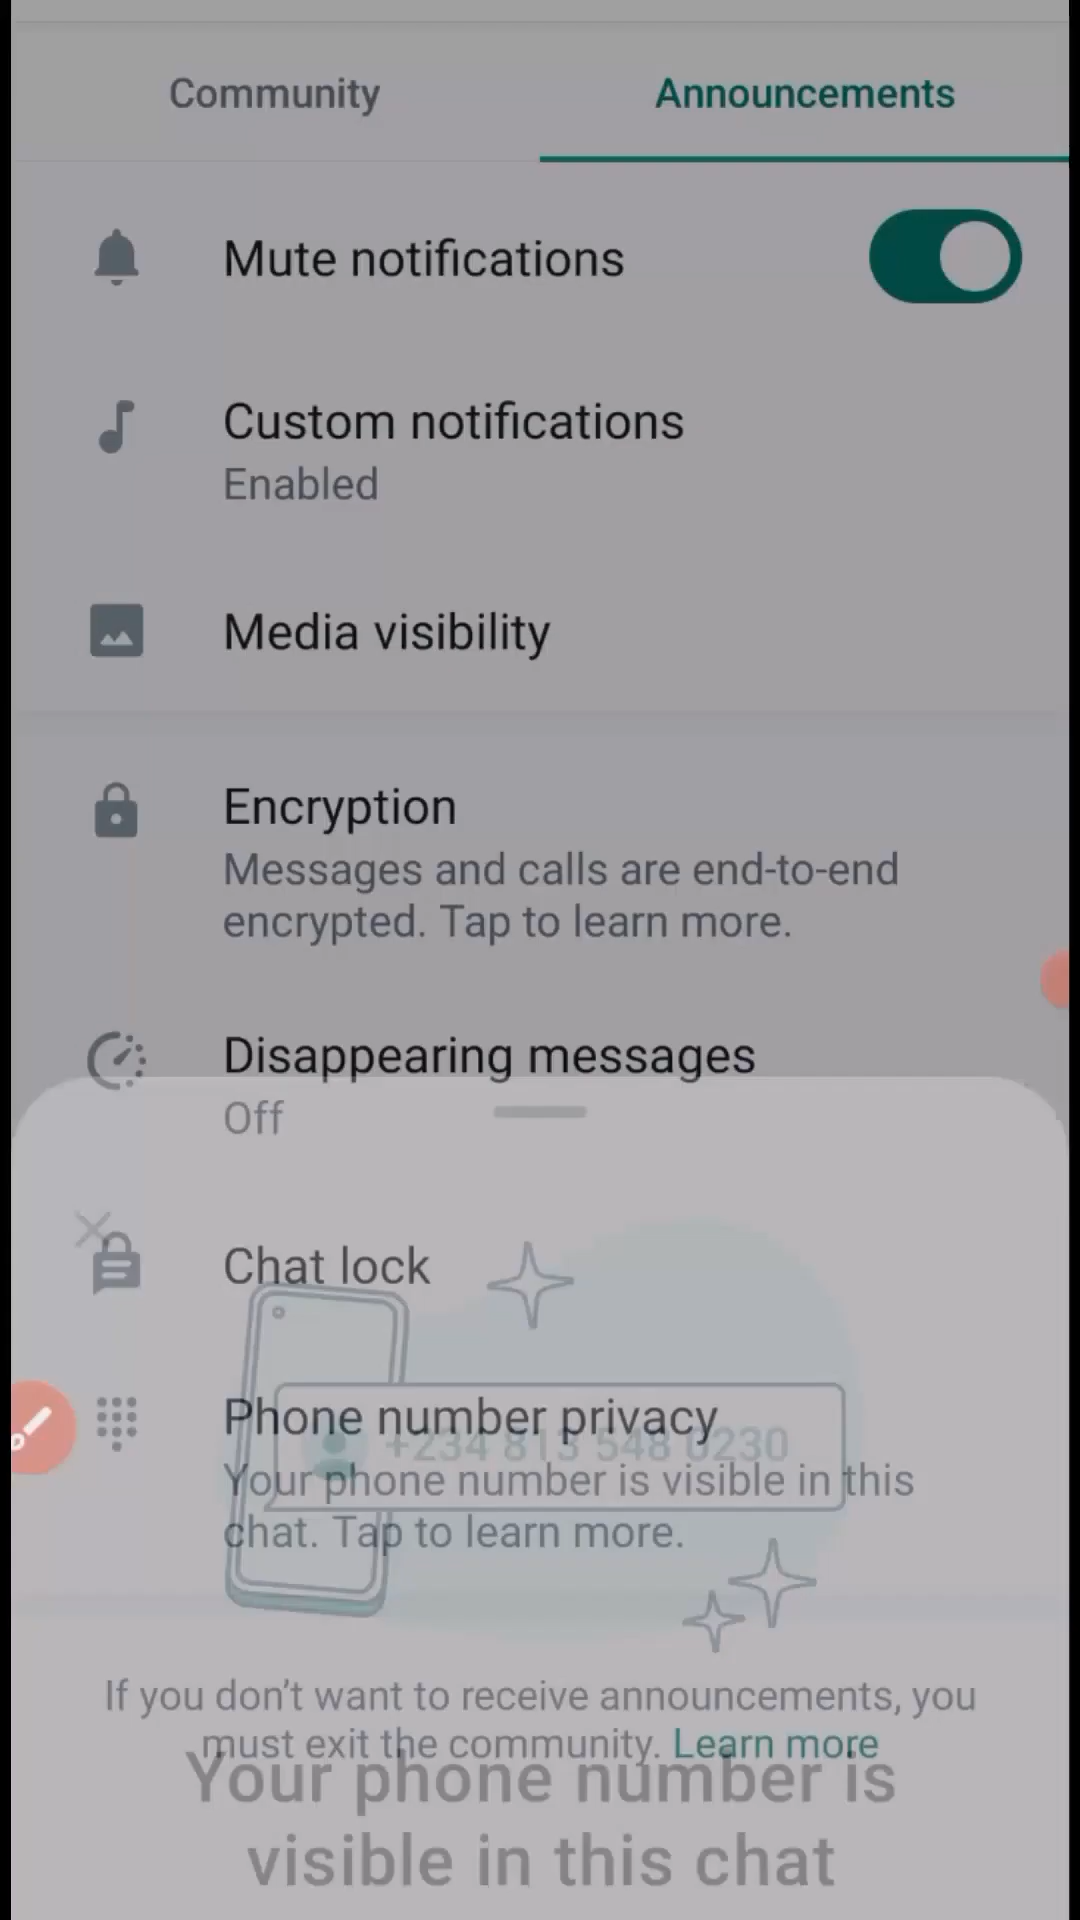 Community
Announcements
Mute notifications
Custom notifications
Enabled
Media visibility
Encryption
Messages and calls are end-to-end
encrypted. Tap to learn more.
Disappearing messages
Off
Chat lock
Phone number privacy
+234 813 548 0230
Your phone number is visible in this
chat. Tap to learn more.
If you don't want to receive announcements, you
must exit the community. Learn more
Your phone number is
visible in this chat